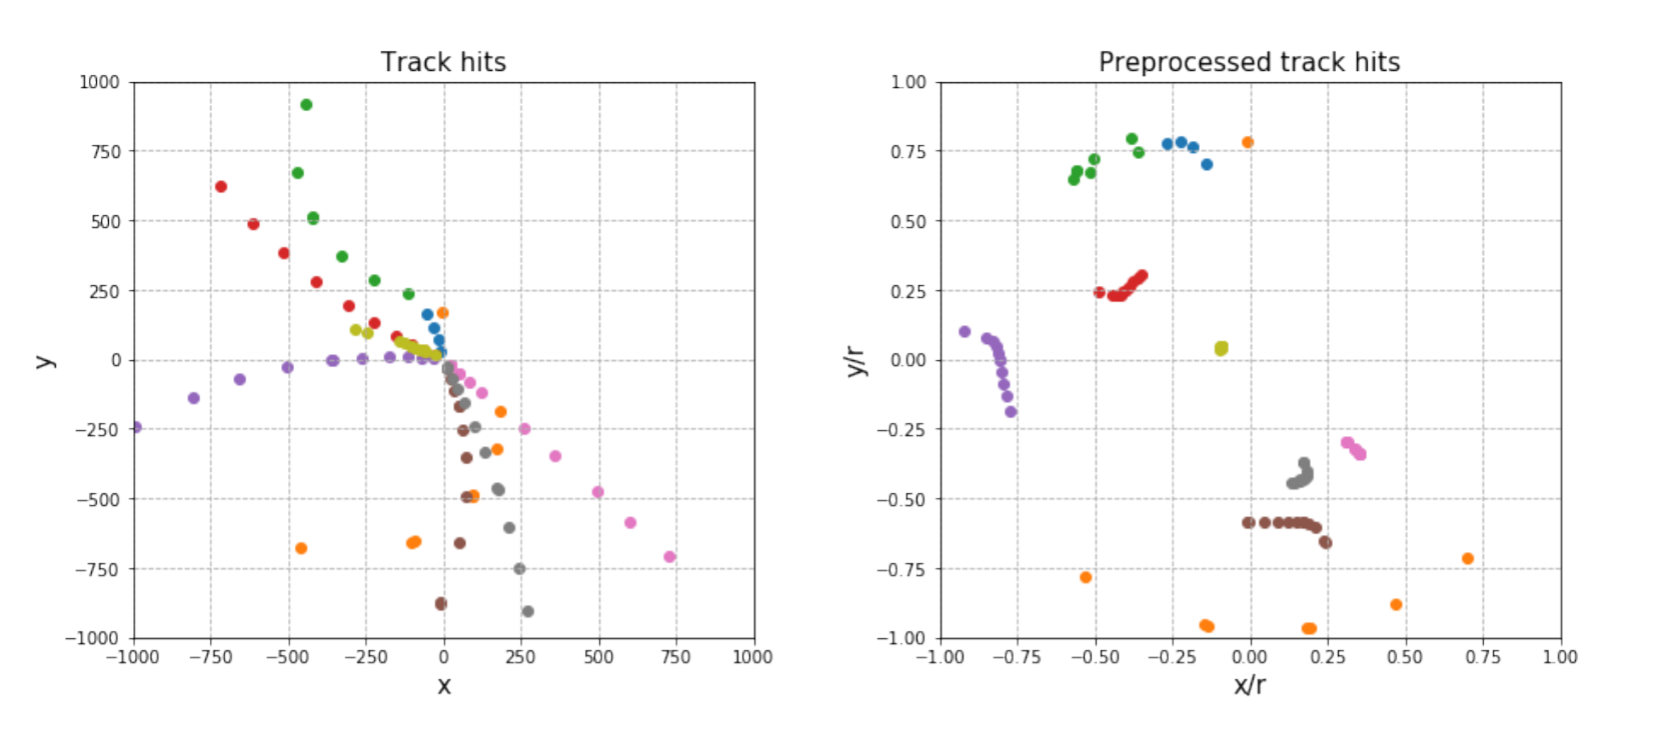 Track hits
1000
750
500
250
0
−250
−500
−750
−1000
y
−1000 −750 −500 −250 0 250 500 750 1000
x
Preprocessed track hits
1.00
0.75
0.50
0.25
0.00
−0.25
−0.50
−0.75
−1.00
y/r
−1.00 −0.75 −0.50 −0.25 0.00 0.25 0.50 0.75 1.00
x/r